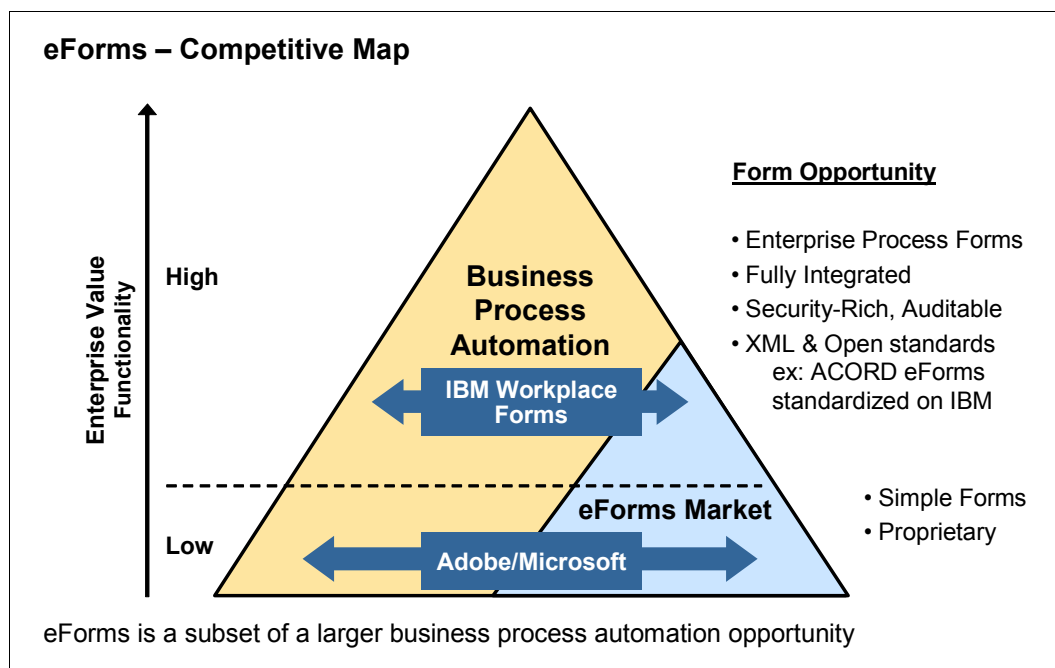 eForms – Competitive Map
Enterprise Value
Functionality
High
Low
Business
Process
Automation
IBM Workplace
Forms
eForms Market
Adobe/Microsoft
Form Opportunity
• Enterprise Process Forms
• Fully Integrated
• Security-Rich, Auditable
• XML & Open standards
ex: ACORD eForms
standardized on IBM
• Simple Forms
• Proprietary
eForms is a subset of a larger business process automation opportunity